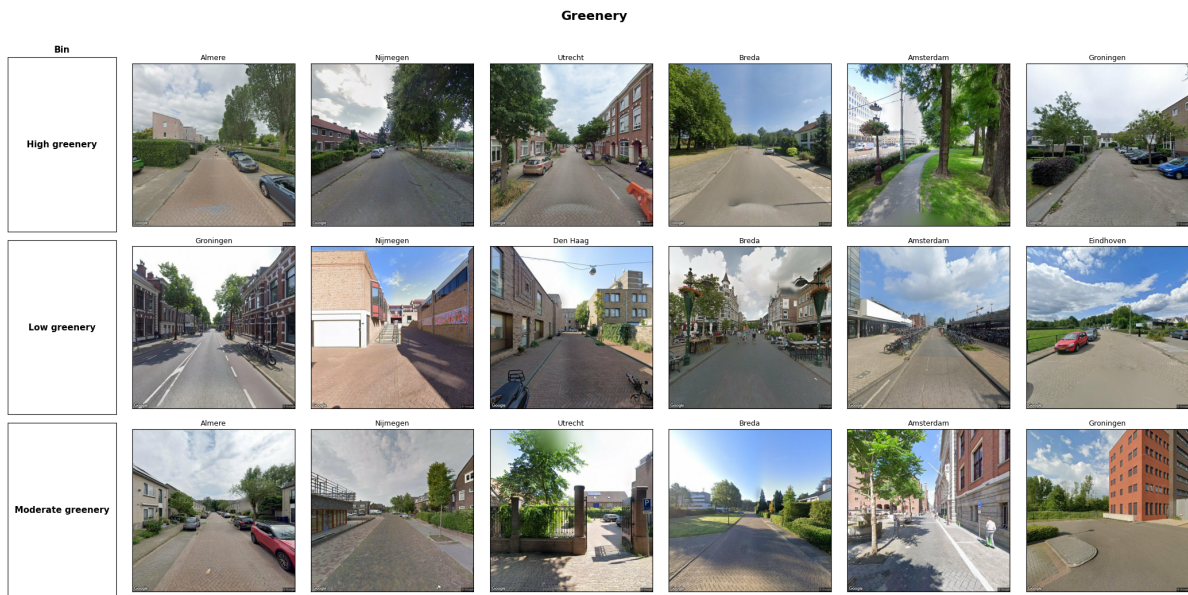 Greenery
Bin
Almere Nijmegen Utrecht Breda Amsterdam Groningen
High greenery
Groningen Nijmegen Den Haag Breda Amsterdam Eindhoven
Low greenery
Almere Nijmegen Utrecht Breda Amsterdam Groningen
Moderate greenery